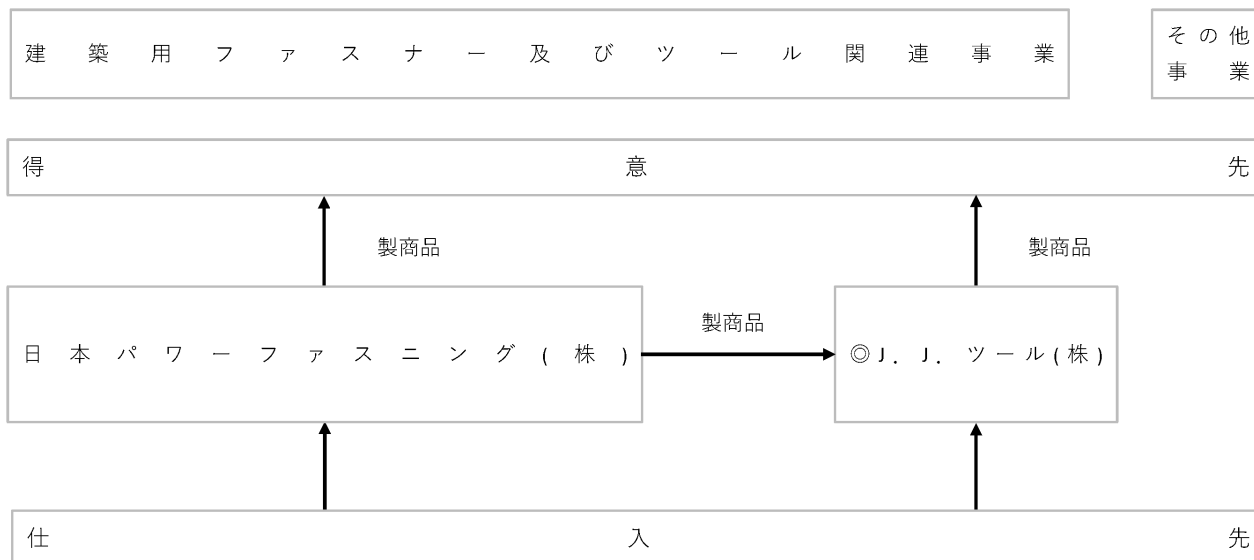 建築用ファスナー及びツール関連事業
その他
事業
得意先
製商品
製商品
製商品
日本パワーファスニング(株)
◎J．J．ツール(株)
仕入先